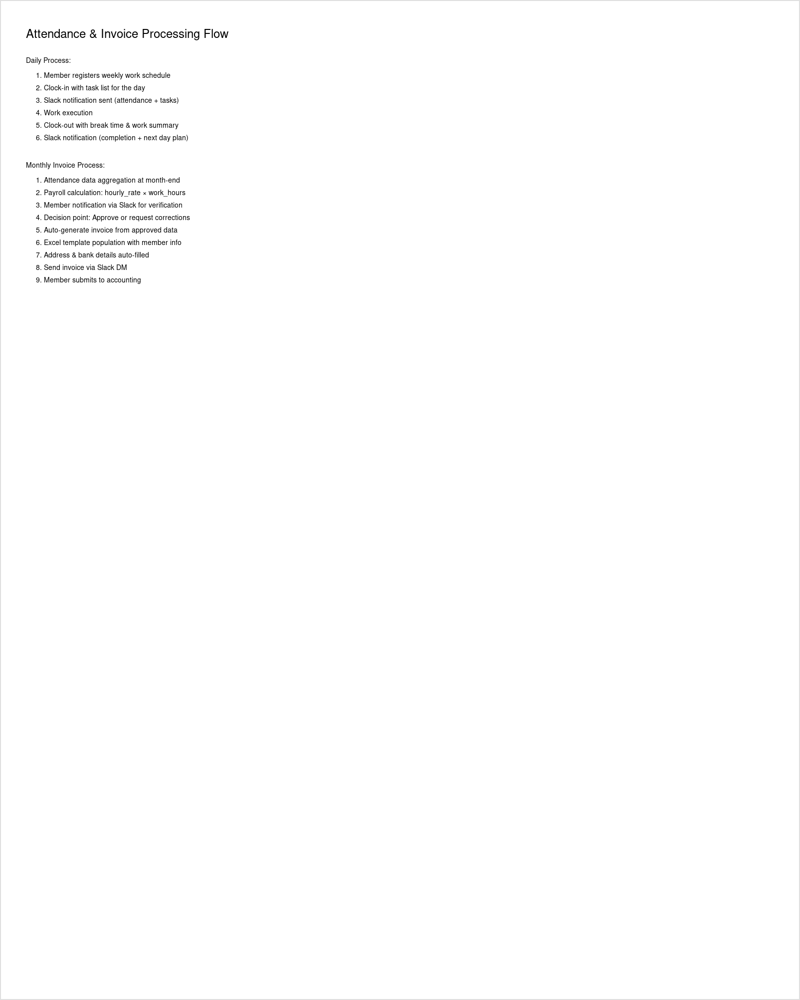 Attendance & Invoice Processing Flow
Daily Process:
1. Member registers weekly work schedule
2. Clock-in with task list for the day
3. Slack notification sent (attendance + tasks)
4. Work execution
5. Clock-out with break time & work summary
6. Slack notification (completion + next day plan)
Monthly Invoice Process:
1. Attendance data aggregation at month-end
2. Payroll calculation: hourly_rate × work_hours
3. Member notification via Slack for verification
4. Decision point: Approve or request corrections
5. Auto-generate invoice from approved data
6. Excel template population with member info
7. Address & bank details auto-filled
8. Send invoice via Slack DM
9. Member submits to accounting